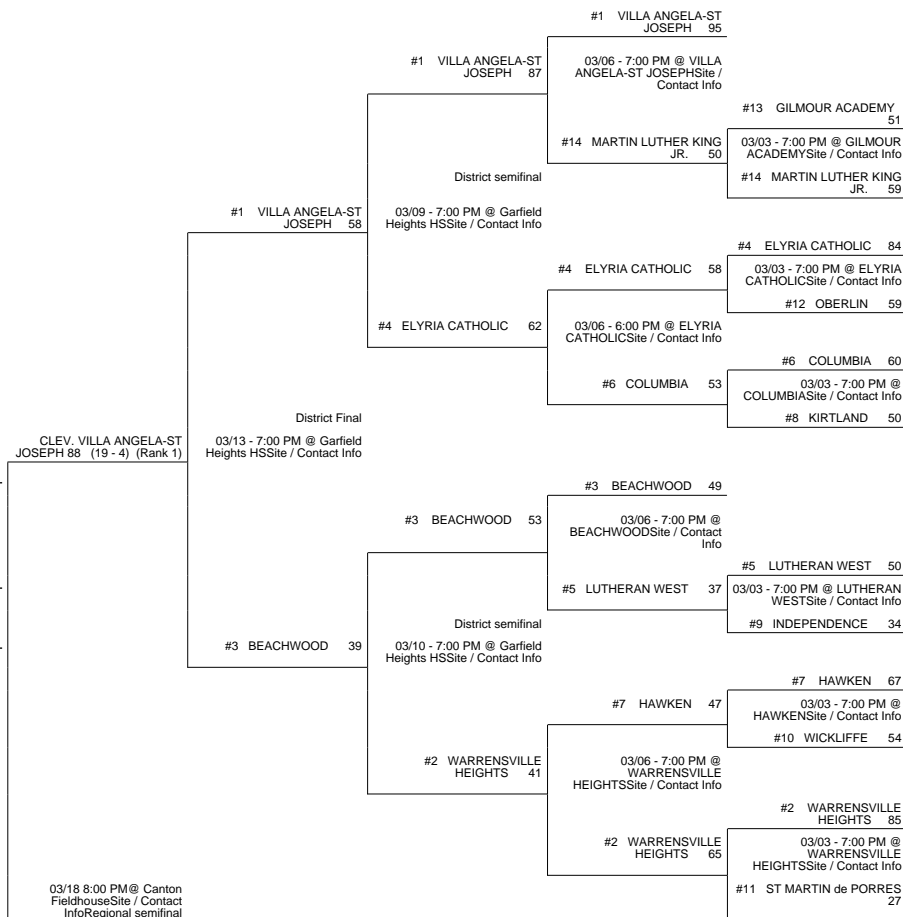 #1 VILLA ANGELA-ST
JOSEPH 95
03/06 - 7:00 PM @ VILLA
ANGELA-ST JOSEPHSite /
Contact Info
#1 VILLA ANGELA-ST
JOSEPH 87
#13 GILMOUR ACADEMY
51
03/03 - 7:00 PM @ GILMOUR
ACADEMYSite / Contact Info
#14 MARTIN LUTHER KING
JR. 59
#14 MARTIN LUTHER KING
JR. 50
District semifinal
03/09 - 7:00 PM @ Garfield
Heights HSSite / Contact Info
#1 VILLA ANGELA-ST
JOSEPH 58
#4 ELYRIA CATHOLIC 84
03/03 - 7:00 PM @ ELYRIA
CATHOLICSite / Contact Info
#12 OBERLIN 59
#4 ELYRIA CATHOLIC 58
03/06 - 6:00 PM @ ELYRIA
CATHOLICSite / Contact Info
#4 ELYRIA CATHOLIC 62
#6 COLUMBIA 60
03/03 - 7:00 PM @
COLUMBIASite / Contact Info
#8 KIRTLAND 50
#6 COLUMBIA 53
District Final
03/13 - 7:00 PM @ Garfield
Heights HSSite / Contact Info
CLEV. VILLA ANGELA-ST
JOSEPH 88 (19 - 4) (Rank 1)
#3 BEACHWOOD 49
03/06 - 7:00 PM @
BEACHWOODSite / Contact
Info
#3 BEACHWOOD 53
#5 LUTHERAN WEST 50
03/03 - 7:00 PM @ LUTHERAN
WESTSite / Contact Info
#9 INDEPENDENCE 34
#5 LUTHERAN WEST 37
District semifinal
03/10 - 7:00 PM @ Garfield
Heights HSSite / Contact Info
#3 BEACHWOOD 39
#7 HAWKEN 67
03/03 - 7:00 PM @
HAWKENSite / Contact Info
#10 WICKLIFFE 54
#7 HAWKEN 47
03/06 - 7:00 PM @
WARRENSVILLE
HEIGHTSSite / Contact Info
#2 WARRENSVILLE
HEIGHTS 41
#2 WARRENSVILLE
HEIGHTS 85
03/03 - 7:00 PM @
WARRENSVILLE
HEIGHTSSite / Contact Info
#11 ST MARTIN de PORRES
27
#2 WARRENSVILLE
HEIGHTS 65
03/18 8:00 PM@ Canton
FieldhouseSite / Contact
InfoRegional semifinal